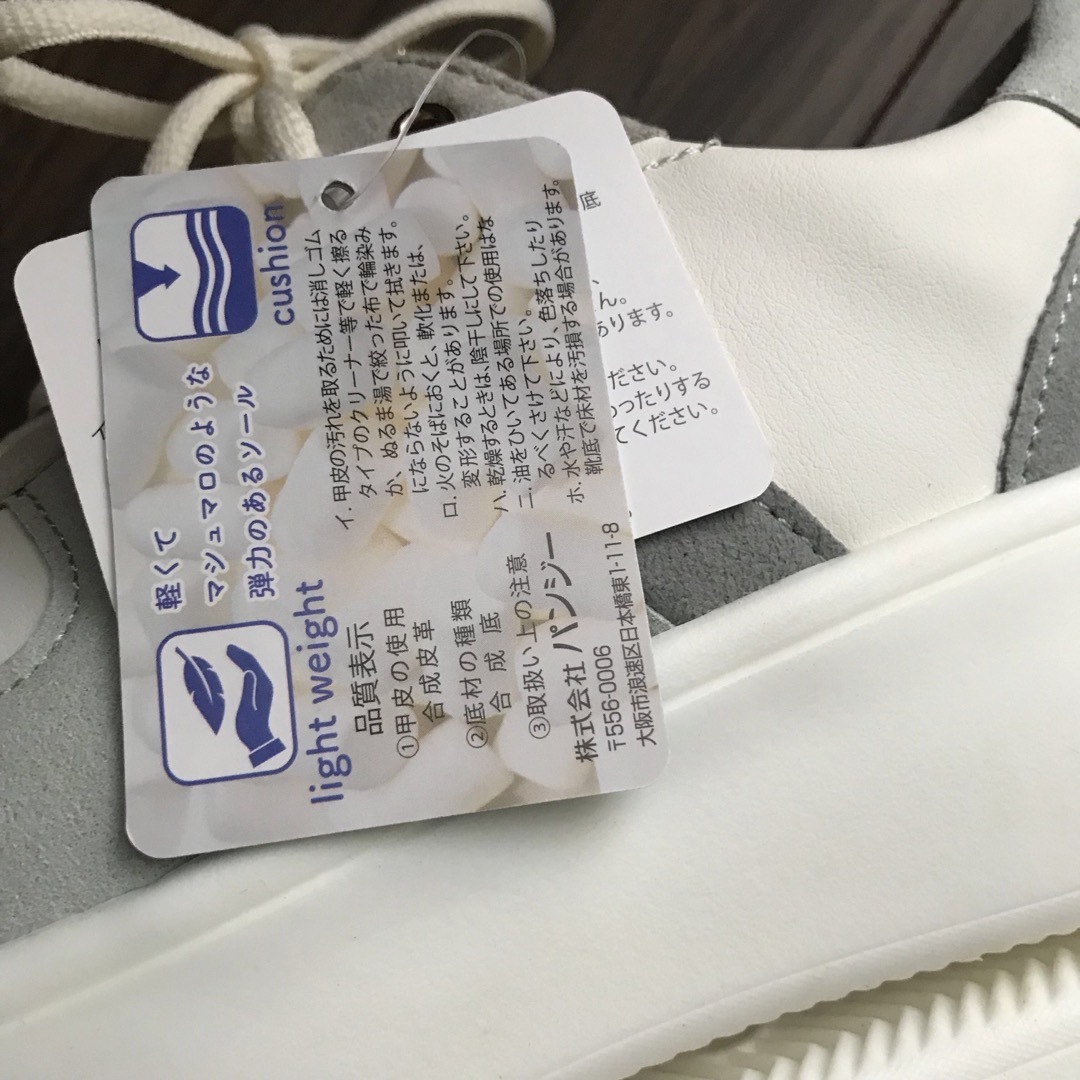 軽くて
マシュマロのような
弾力のあるソール
light weight
cushion
品質表示
①甲皮の使用
合成皮革
②底材の種類
合成底
③取扱い上の注意
イ. 甲皮の汚れを取るためには消しゴム
タイプのクリーナー等で軽く擦る
か、ぬるま湯で絞った布で輪染み
にならないように叩いて拭きます。
ロ. 火のそばにおくと、軟化または、
変形することがあります。
ハ. 乾燥するときは、陰干しにして下さい。
ニ. 油をひいてある場所での使用はな
るべくさけて下さい。
ホ. 水や汗などにより、色落ちしたり
靴底で床材を汚損する場合があります。
株式会社 パンジー
〒556-0006
大阪市浪速区日本橋東1-11-8
ん。
あります。
ださい。
ったりする
てください。